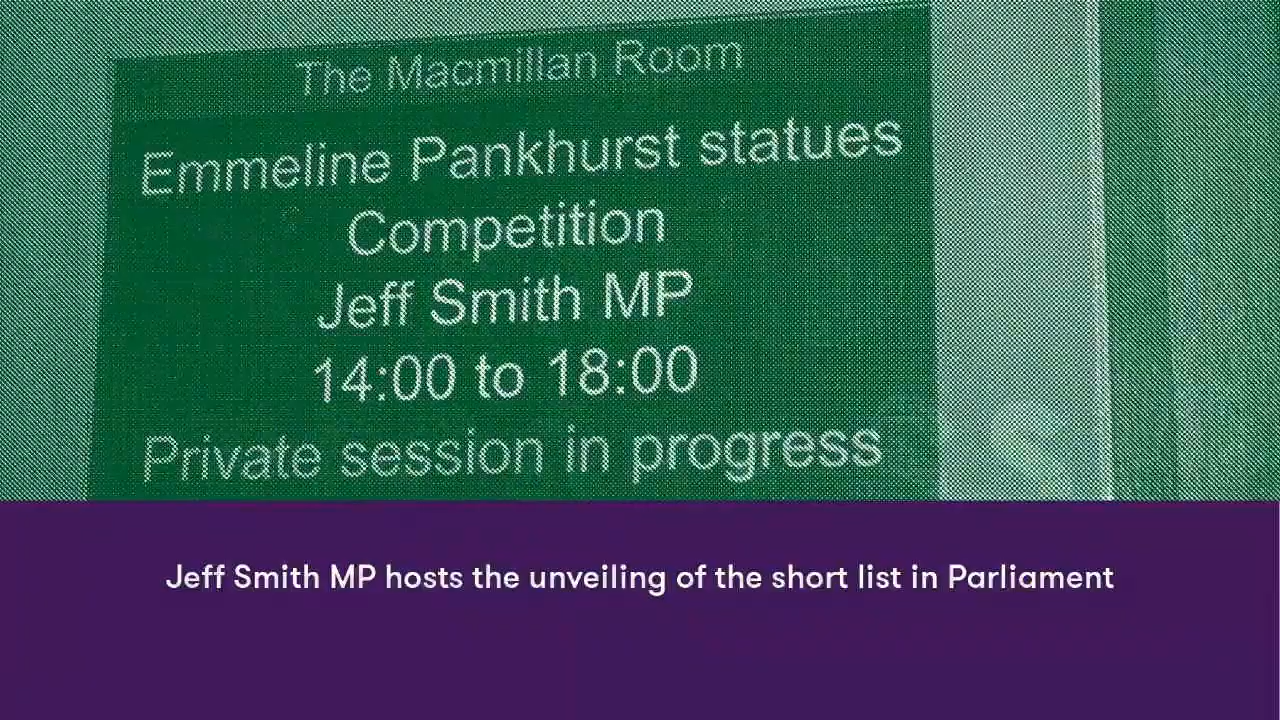 The Macmillan Room
Emmeline Pankhurst statues
Competition
Jeff Smith MP
14:00 to 18:00
Private session in progress
Jeff Smith MP hosts the unveiling of the short list in Parliament